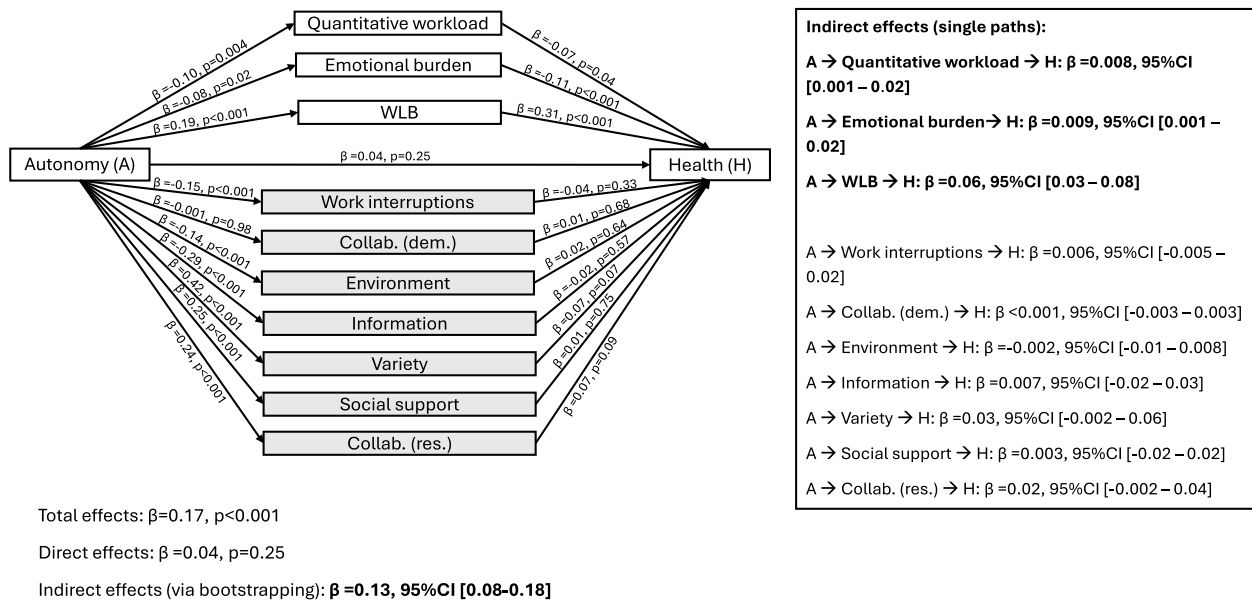 Quantitative workload
Emotional burden
WLB
Autonomy (A)
Health (H)
Work interruptions
Collab. (dem.)
Environment
Information
Variety
Social support
Collab. (res.)
β=-0.10, p=0.004
β=-0.08, p=0.02
β=0.19, p<0.001
β=-0.07, p=0.04
β=-0.11, p<0.001
β=0.31, p<0.001
β=0.04, p=0.25
β=-0.15, p<0.001
β=-0.001, p=0.98
β=-0.14, p<0.001
β=-0.29, p<0.001
β=0.42, p<0.001
β=0.25, p<0.001
β=0.24, p<0.001
β=-0.04, p=0.33
β=0.01, p=0.68
β=0.02, p=0.64
β=-0.02, p=0.57
β=0.07, p=0.07
β=0.01, p=0.75
β=0.07, p=0.09
Total effects: β=0.17, p<0.001
Direct effects: β =0.04, p=0.25
Indirect effects (via bootstrapping): β =0.13, 95%CI [0.08-0.18]
Indirect effects (single paths):
A → Quantitative workload → H: β =0.008, 95%CI
[0.001 – 0.02]
A → Emotional burden→ H: β =0.009, 95%CI [0.001 –
0.02]
A → WLB → H: β =0.06, 95%CI [0.03 – 0.08]
A → Work interruptions → H: β =0.006, 95%CI [-0.005 –
0.02]
A → Collab. (dem.) → H: β <0.001, 95%CI [-0.003 – 0.003]
A → Environment → H: β =-0.002, 95%CI [-0.01 – 0.008]
A → Information → H: β =0.007, 95%CI [-0.02 – 0.03]
A → Variety → H: β =0.03, 95%CI [-0.002 – 0.06]
A → Social support → H: β =0.003, 95%CI [-0.02 – 0.02]
A → Collab. (res.) → H: β =0.02, 95%CI [-0.002 – 0.04]